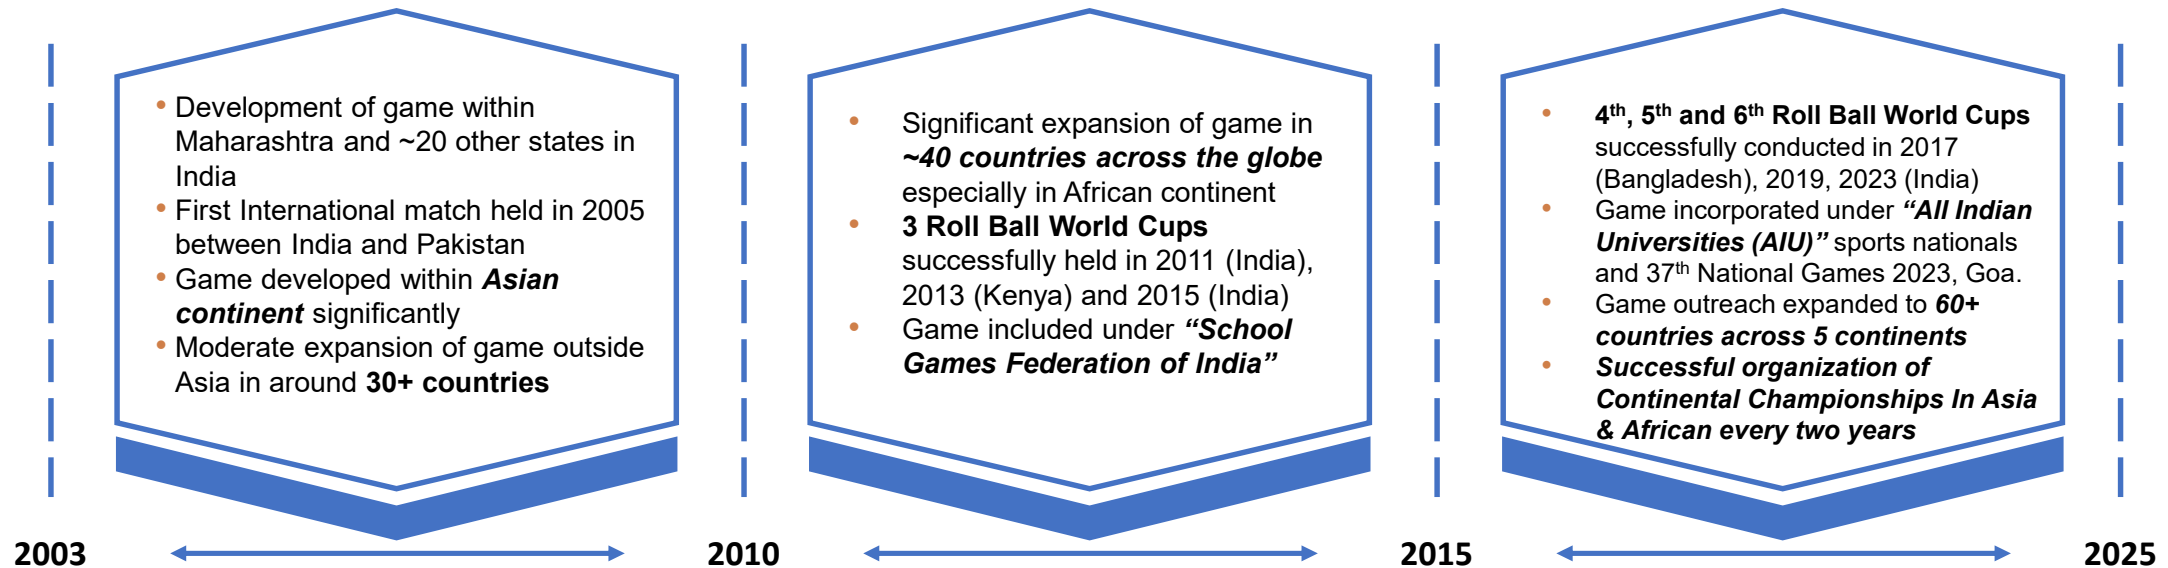 • Development of game within
Maharashtra and ~20 other states in
India
• First International match held in 2005
between India and Pakistan
• Game developed within Asian
continent significantly
• Moderate expansion of game outside
Asia in around 30+ countries
• Significant expansion of game in
~40 countries across the globe
especially in African continent
• 3 Roll Ball World Cups
successfully held in 2011 (India),
2013 (Kenya) and 2015 (India)
• Game included under “School
Games Federation of India”
• 4th, 5th and 6th Roll Ball World Cups
successfully conducted in 2017
(Bangladesh), 2019, 2023 (India)
• Game incorporated under “All Indian
Universities (AIU)” sports nationals
and 37th National Games 2023, Goa.
• Game outreach expanded to 60+
countries across 5 continents
• Successful organization of
Continental Championships In Asia
& African every two years
2003
2010
2015
2025